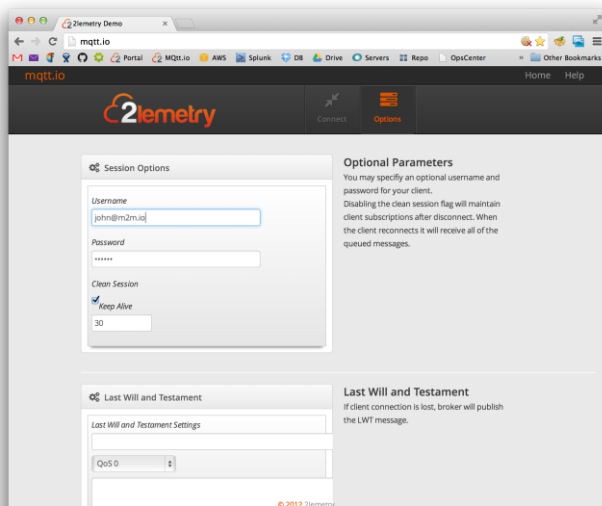 2lemetry Demo
mqtt.io
Portal
MQtt.io
AWS
Splunk
DB
Drive
Servers
Repo
OpsCenter
»
Other Bookmarks
mqtt.io
Home
Help
2lemetry
Connect
Options
Session Options
Username
john@m2m.io
Password
••••••
Clean Session
Keep Alive
30
Optional Parameters
You may specifiy an optional username and
password for your client.
Disabling the clean session flag will maintain
client subscriptions after disconnect. When
the client reconnects it will receive all of the
queued messages.
Last Will and Testament
Last Will and Testament Settings
QoS 0
Last Will and Testament
If client connection is lost, broker will publish
the LWT message.
© 2012 2lemetry